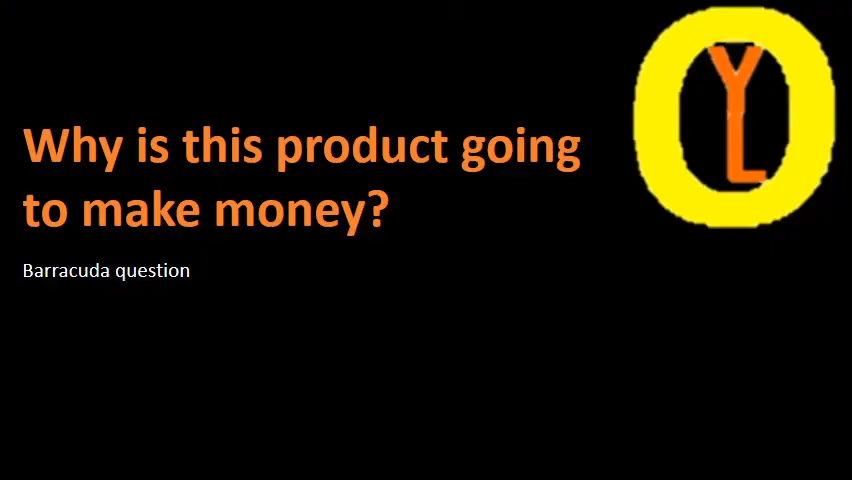 Why is this product going
to make money?
Barracuda question
O
Y
L